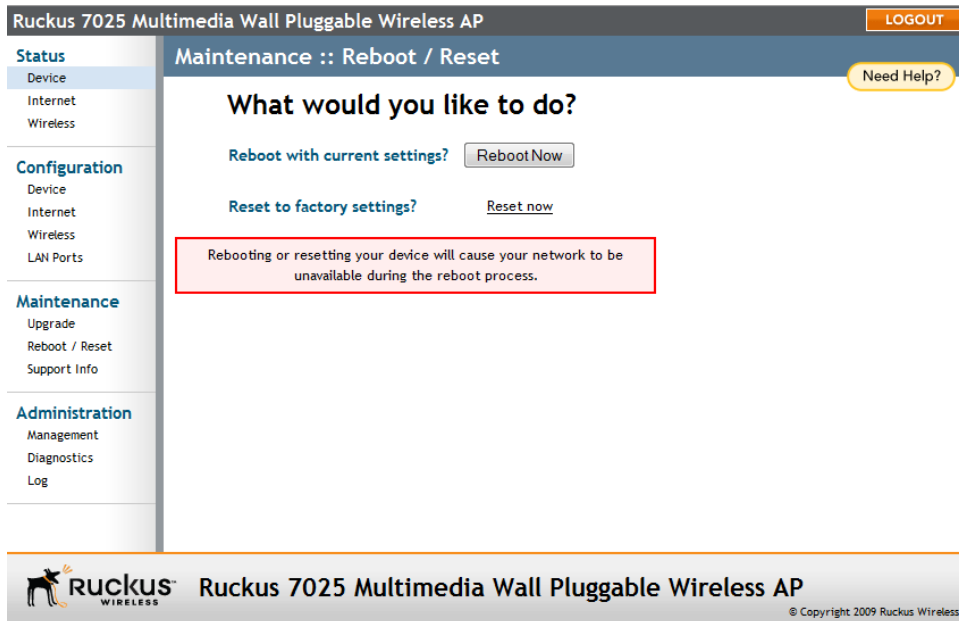 Ruckus 7025 Multimedia Wall Pluggable Wireless AP
LOGOUT
Status
Device
Internet
Wireless
Configuration
Device
Internet
Wireless
LAN Ports
Maintenance
Upgrade
Reboot / Reset
Support Info
Administration
Management
Diagnostics
Log
Maintenance :: Reboot / Reset
Need Help?
What would you like to do?
Reboot with current settings? Reboot Now
Reset to factory settings? Reset now
Rebooting or resetting your device will cause your network to be
unavailable during the reboot process.
RUCKUS
WIRELESS
Ruckus 7025 Multimedia Wall Pluggable Wireless AP
© Copyright 2009 Ruckus Wireless